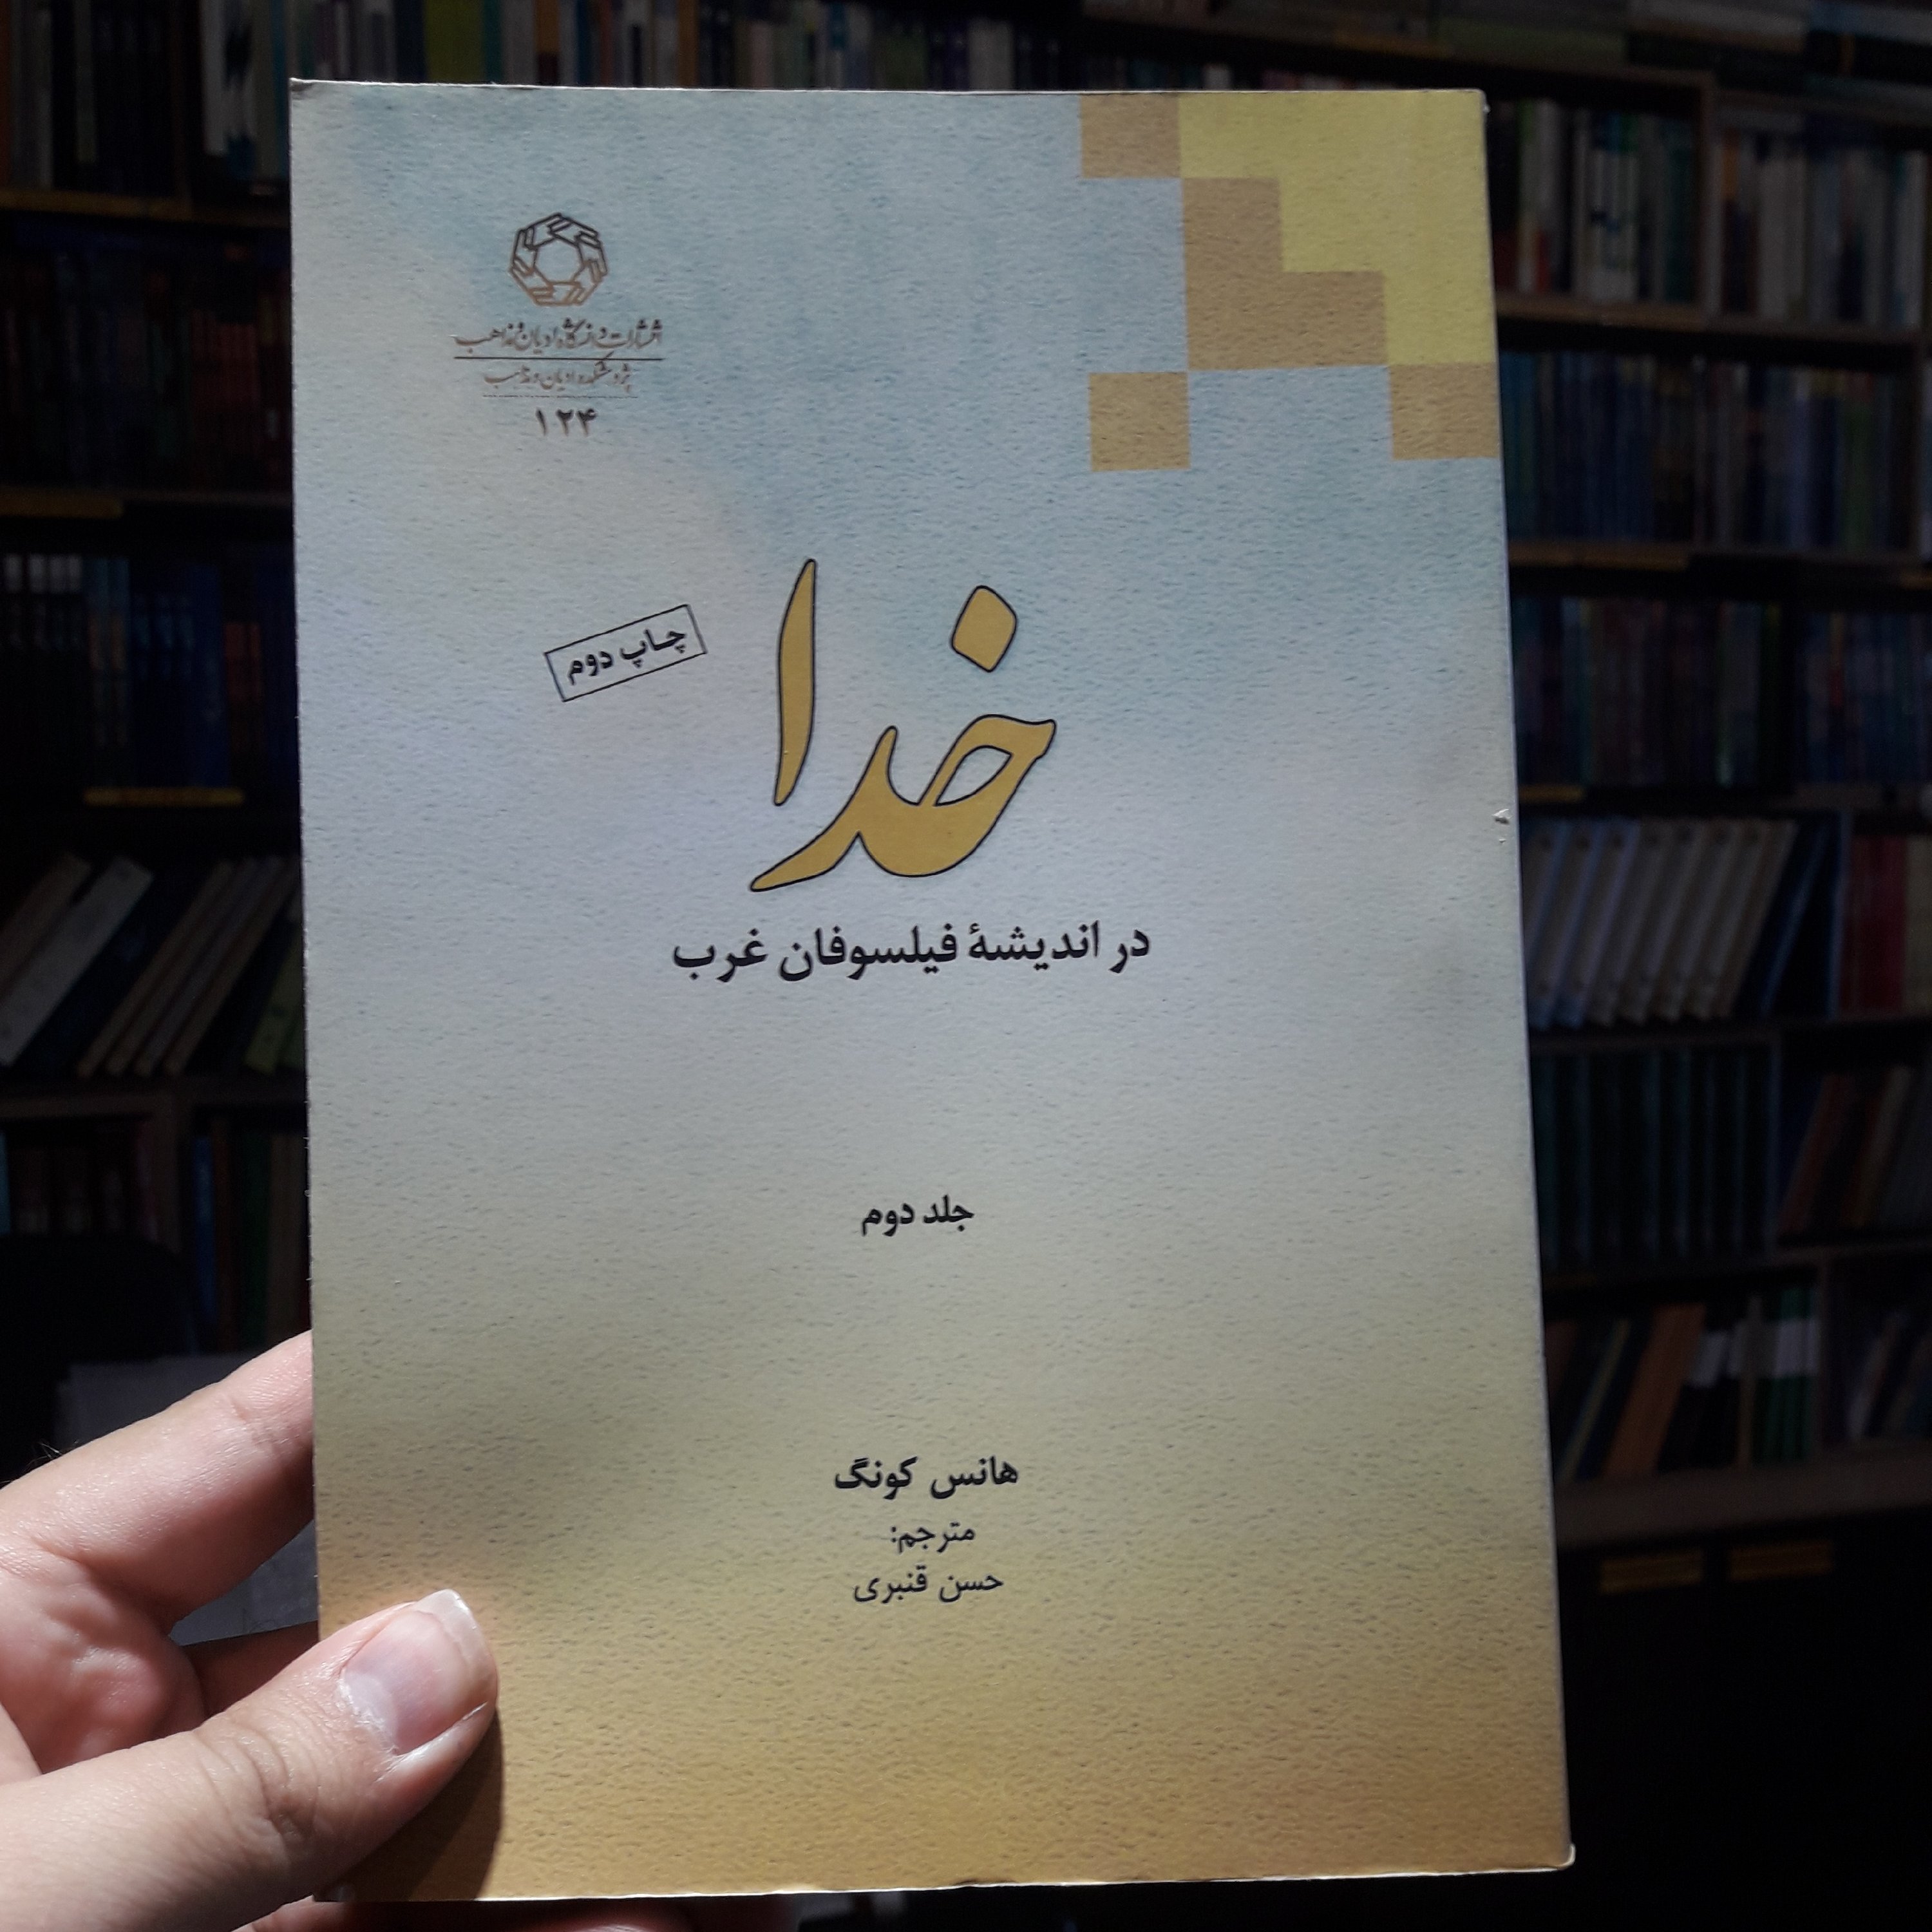 انتشارات دانشگاه ادیان و مذاهب
پژوهشکده ادیان و مذاهب
۱۲۴
چاپ دوم
خدا
در اندیشهٔ فیلسوفان غرب
جلد دوم
هانس کونگ
مترجم:
حسن قنبری